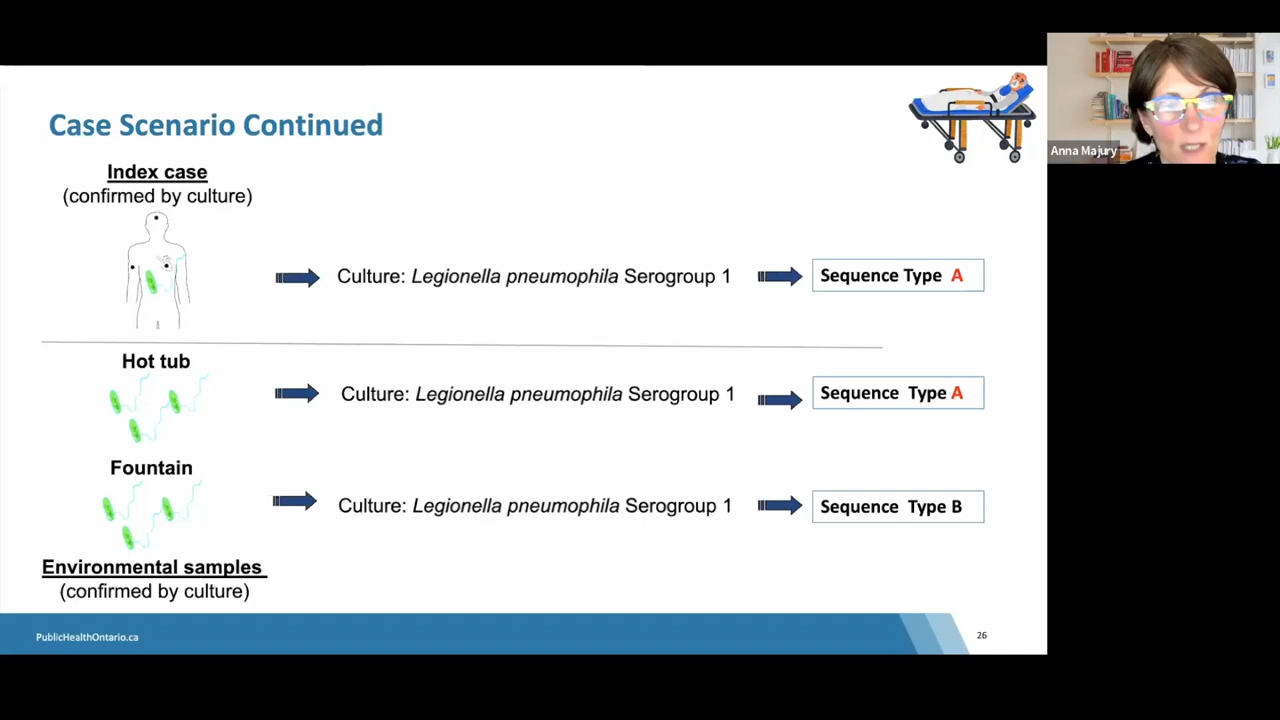 Case Scenario Continued
Anna Majury
Index case
(confirmed by culture)
Culture: Legionella pneumophila Serogroup 1
Sequence Type A
Hot tub
Culture: Legionella pneumophila Serogroup 1
Sequence Type A
Fountain
Culture: Legionella pneumophila Serogroup 1
Sequence Type B
Environmental samples
(confirmed by culture)
PublicHealthOntario.ca
26